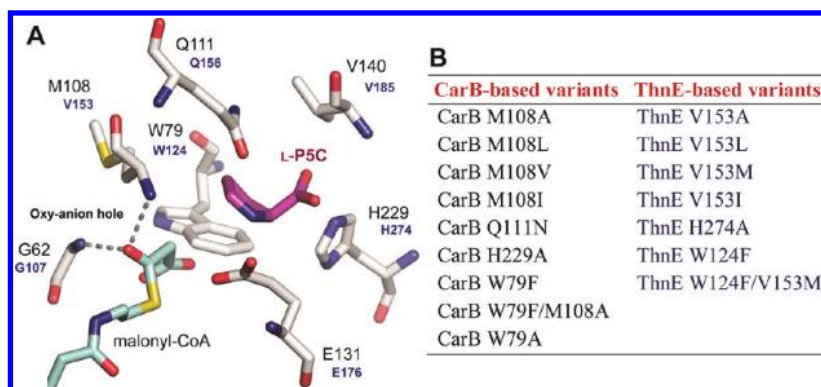 A
Q111
Q156
V140
V185
M108
V153
W79
W124
L-P5C
Oxy-anion hole
H229
H274
G62
G107
malonyl-CoA
E131
E176
B
CarB-based variants ThnE-based variants
CarB M108A ThnE V153A
CarB M108L ThnE V153L
CarB M108V ThnE V153M
CarB M108I ThnE V153I
CarB Q111N ThnE H274A
CarB H229A ThnE W124F
CarB W79F ThnE W124F/V153M
CarB W79F/M108A
CarB W79A